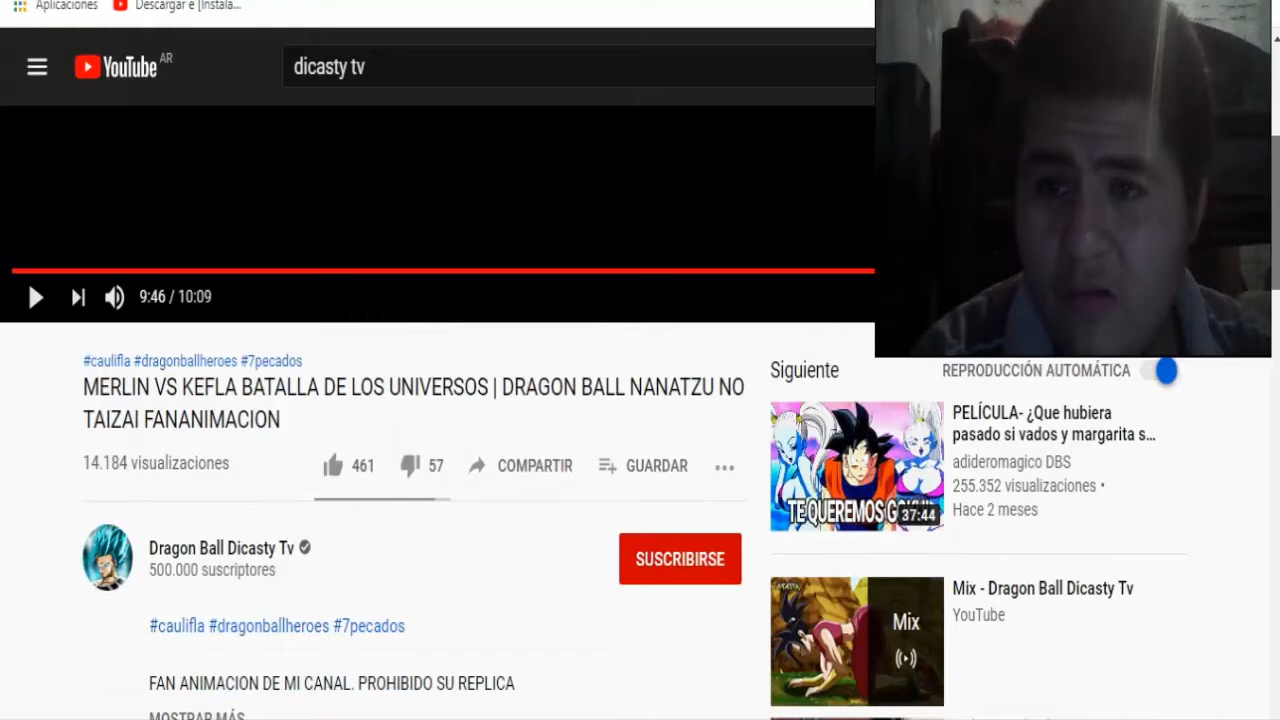 Aplicaciones
Descargar e [Instala...
YouTube AR
dicasty tv
9:46 / 10:09
#caulifla #dragonballheroes #7pecados
MERLIN VS KEFLA BATALLA DE LOS UNIVERSOS | DRAGON BALL NANATZU NO
TAIZAI FANANIMACION
14.184 visualizaciones
461
57
COMPARTIR
GUARDAR
Dragon Ball Dicasty Tv
500.000 suscriptores
SUSCRIBIRSE
#caulifla #dragonballheroes #7pecados
FAN ANIMACION DE MI CANAL. PROHIBIDO SU REPLICA
MOSTRAR MÁS
Siguiente
REPRODUCCIÓN AUTOMÁTICA
TE QUEREMOS
37:44
PELÍCULA- ¿Que hubiera
pasado si vados y margarita s...
adideromagico DBS
255.352 visualizaciones •
Hace 2 meses
Mix
Mix - Dragon Ball Dicasty Tv
YouTube